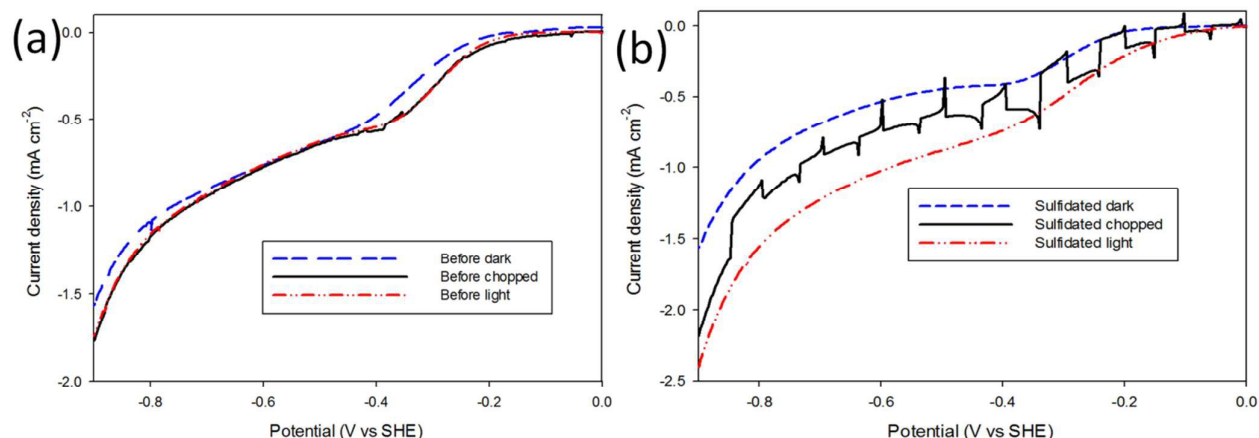 (a)
0.0
-0.5
-1.0
-1.5
-2.0
Current density (mA cm-2)
Before dark
Before chopped
Before light
-0.8
-0.6
-0.4
-0.2
0.0
Potential (V vs SHE)
(b)
0.0
-0.5
-1.0
-1.5
-2.0
-2.5
Current density (mA cm-2)
Sulfidated dark
Sulfidated chopped
Sulfidated light
-0.8
-0.6
-0.4
-0.2
0.0
Potential (V vs SHE)